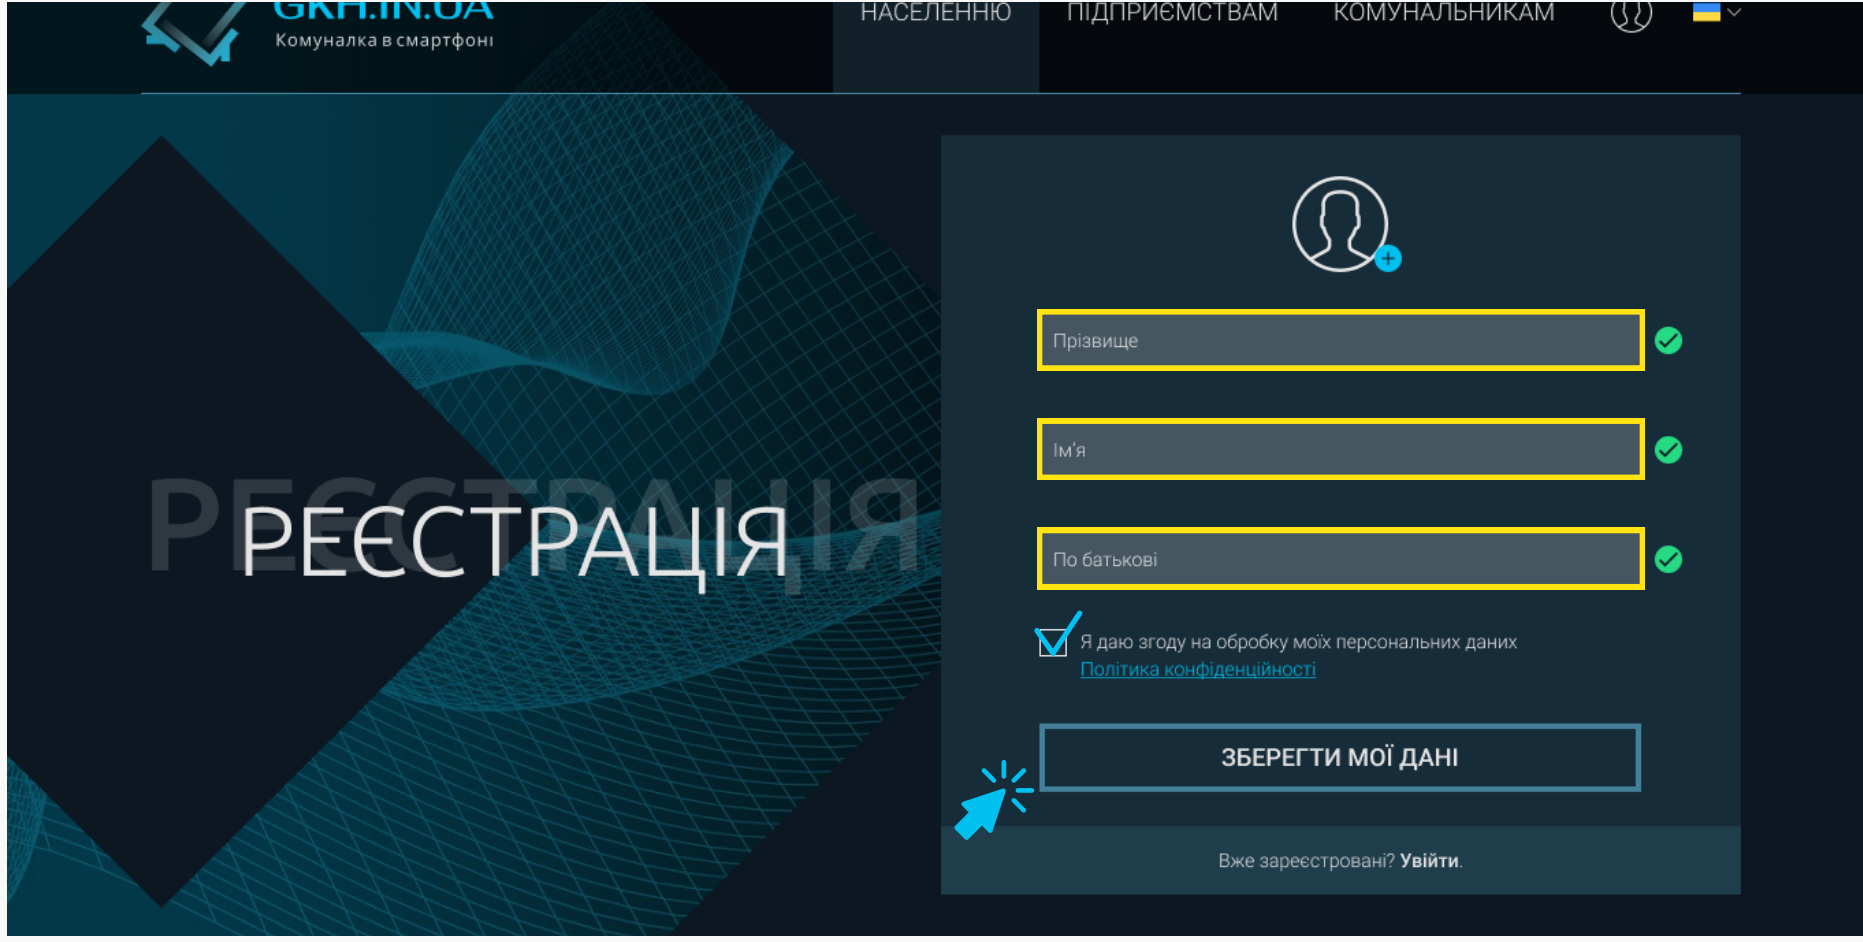 GKH.IN.UA
Комуналка в смартфоні
НАСЕЛЕННЮ
ПІДПРИЄМСТВАМ
КОМУНАЛЬНИКАМ
РЕЄСТРАЦІЯ
РЕЄСТРАЦІЯ
Прізвище
Ім'я
По батькові
Я даю згоду на обробку моїх персональних даних
Політика конфіденційності
ЗБЕРЕГТИ МОЇ ДАНІ
Вже зареєстровані? Увійти.